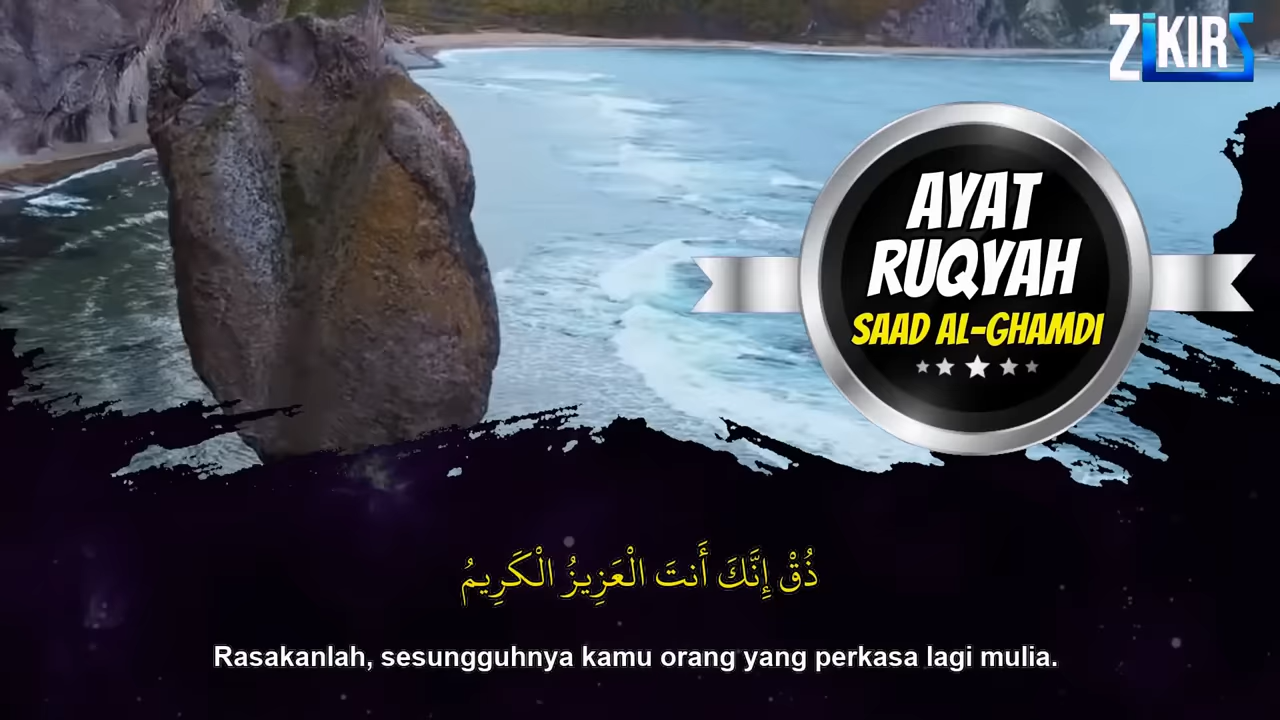 ZiKIRS
AYAT
RUQYAH
SAAD AL-GHAMDI
ذُقْ إِنَّكَ أَنتَ الْعَزِيزُ الْكَرِيمُ
Rasakanlah, sesungguhnya kamu orang yang perkasa lagi mulia.